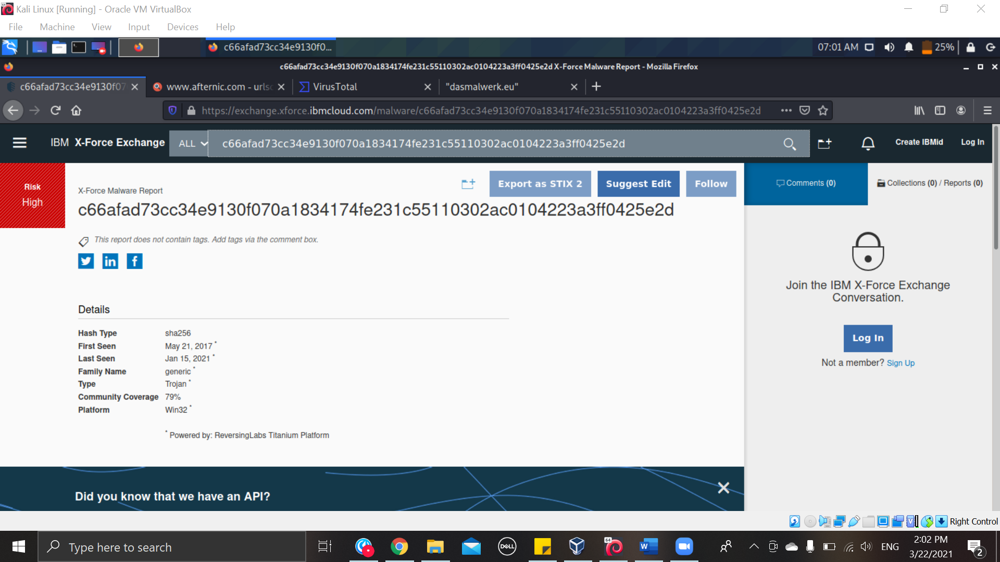 Kali Linux [Running] - Oracle VM VirtualBox
File Machine View Input Devices Help
c66afad73cc34e9130f0... 07:01 AM 25%
c66afad73cc34e9130f070a1834174fe231c55110302ac0104223a3ff0425e2d X-Force Malware Report - Mozilla Firefox
c66afad73cc34e9130f07 www.afternic.com - urlsc VirusTotal "dasmalwerk.eu"
https://exchange.xforce.ibmcloud.com/malware/c66afad73cc34e9130f070a1834174fe231c55110302ac0104223a3ff0425e2d
IBM X-Force Exchange ALL c66afad73cc34e9130f070a1834174fe231c55110302ac0104223a3ff0425e2d Create IBMid Log In
Risk
High
X-Force Malware Report
Export as STIX 2 Suggest Edit Follow
c66afad73cc34e9130f070a1834174fe231c55110302ac0104223a3ff0425e2d
This report does not contain tags. Add tags via the comment box.
Details
Hash Type sha256
First Seen May 21, 2017 *
Last Seen Jan 15, 2021 *
Family Name generic *
Type Trojan *
Community Coverage 79%
Platform Win32 *
* Powered by: ReversingLabs Titanium Platform
Did you know that we have an API?
Comments (0) Collections (0) / Reports (0)
Join the IBM X-Force Exchange
Conversation.
Log In
Not a member? Sign Up
Right Control
Type here to search
DELL
64
W
ENG
2:02 PM
3/22/2021
2